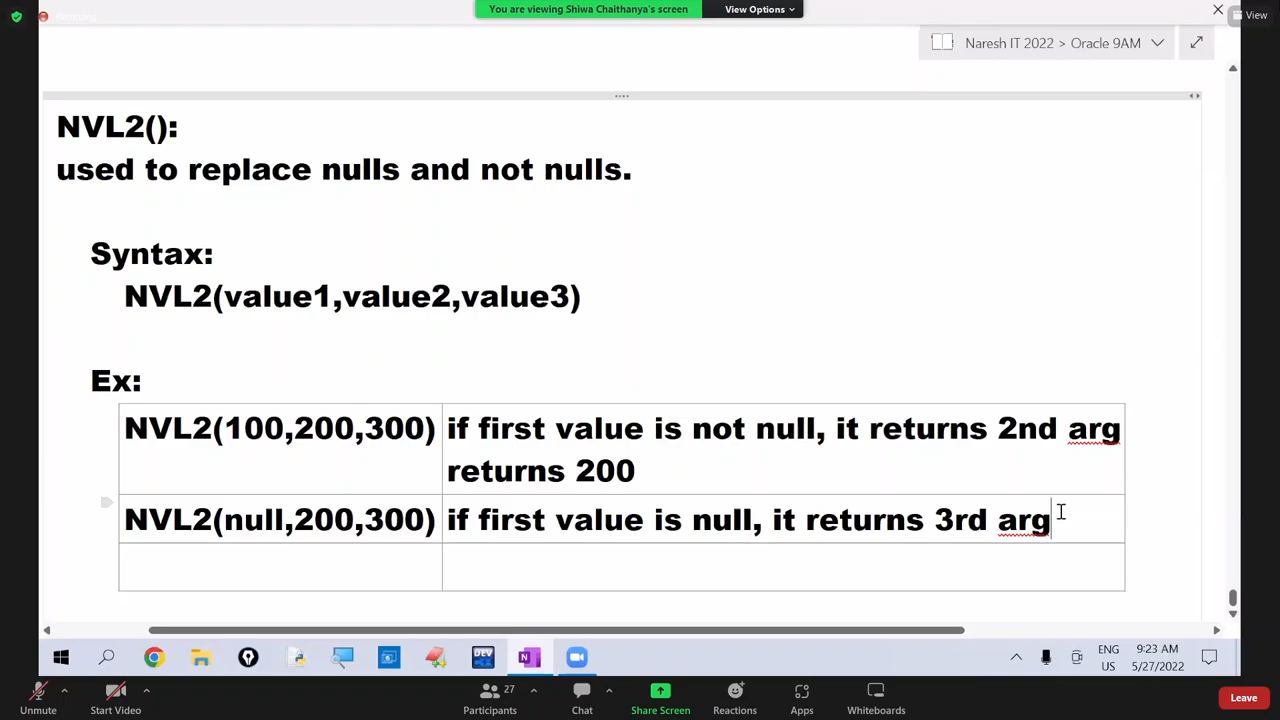 You are viewing Shiwa Chaithanya's screen
View Options
View
Naresh IT 2022 > Oracle 9AM
NVL2():
used to replace nulls and not nulls.
Syntax:
NVL2(value1,value2,value3)
Ex:
NVL2(100,200,300) if first value is not null, it returns 2nd arg
returns 200
NVL2(null,200,300) if first value is null, it returns 3rd arg
DEV
N
ENG
US
9:23 AM
5/27/2022
27
Unmute
Start Video
Participants
Chat
Share Screen
Reactions
Apps
Whiteboards
Leave